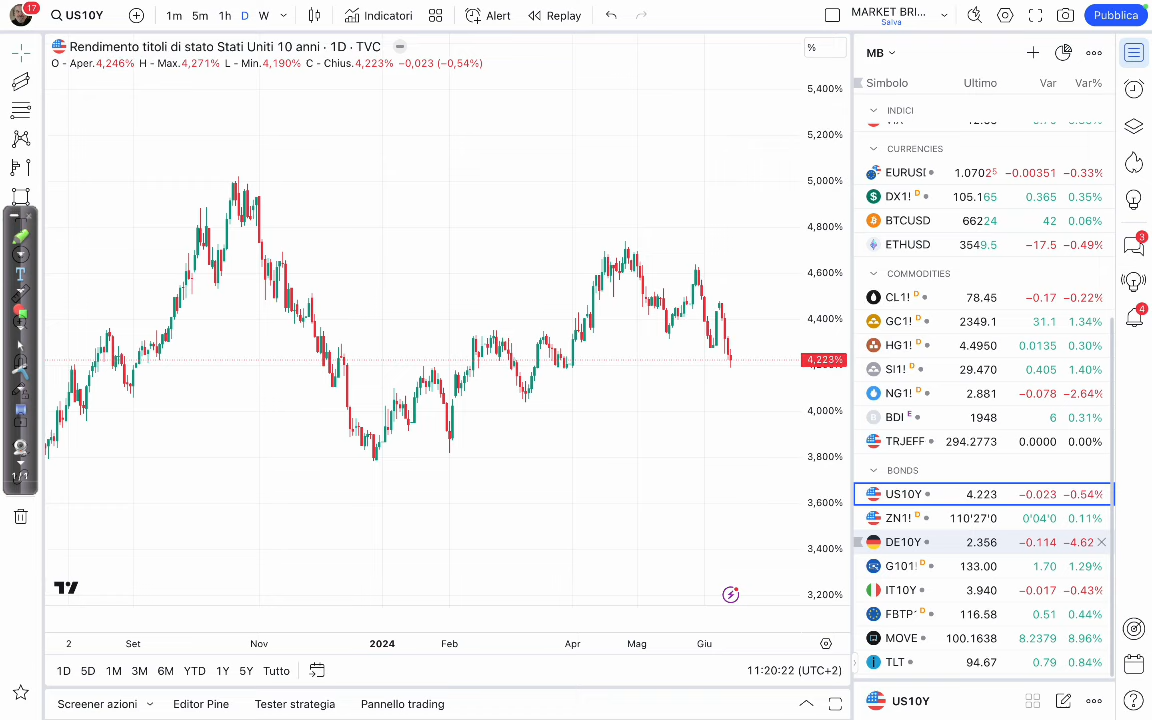 17
US10Y
1m 5m 1h D W
Indicatori
Alert
Replay
MARKET BRI...
Salva
Pubblica
Rendimento titoli di stato Stati Uniti 10 anni · 1D · TVC
O - Aper.4,246% H - Max.4,271% L - Min.4,190% C - Chius.4,223% −0,023 (−0,54%)
%
5,400%
5,200%
5,000%
4,800%
4,600%
4,400%
4,223%
4,000%
3,800%
3,600%
3,400%
3,200%
T
1/1
2 Set Nov 2024 Feb Apr Mag Giu
1D 5D 1M 3M 6M YTD 1Y 5Y Tutto
11:20:22 (UTC+2)
Screener azioni
Editor Pine
Tester strategia
Pannello trading
MB
Simbolo Ultimo Var Var%
INDICI
CURRENCIES
EURUSD 1.07025 −0.00351 −0.33%
DX1! D 105.165 0.365 0.35%
BTCUSD 66224 42 0.06%
ETHUSD 3549.5 −17.5 −0.49%
COMMODITIES
CL1! D 78.45 −0.17 −0.22%
GC1! D 2349.1 31.1 1.34%
HG1! D 4.4950 0.0135 0.30%
SI1! D 29.470 0.405 1.40%
NG1! D 2.881 −0.078 −2.64%
BDI E 1948 6 0.31%
TRJEFF 294.2773 0.0000 0.00%
BONDS
US10Y 4.223 −0.023 −0.54%
ZN1! D 110'27'0 0'04'0 0.11%
DE10Y 2.356 −0.114 −4.62
G101! D 133.00 1.70 1.29%
IT10Y 3.940 −0.017 −0.43%
FBTP D 116.58 0.51 0.44%
MOVE 100.1638 8.2379 8.96%
TLT 94.67 0.79 0.84%
US10Y
3
4